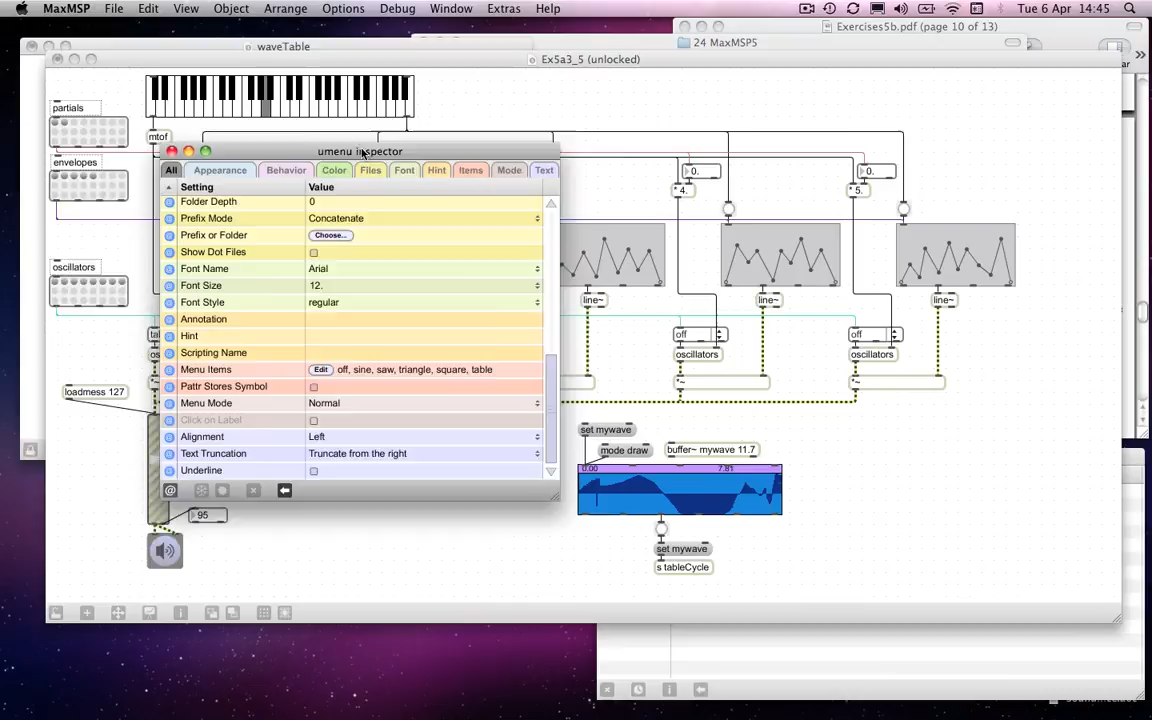 MaxMSP File Edit View Object Arrange Options Debug Window Extras Help Tue 6 Apr 14:45
Exercises5b.pdf (page 10 of 13)
waveTable
24 MaxMSP5
Ex5a3_5 (unlocked)
partials
mtof
envelopes
oscillators
loadmess 127
95
umenu inspector
All Appearance Behavior Color Files Font Hint Items Mode Text
Setting Value
Folder Depth 0
Prefix Mode Concatenate
Prefix or Folder Choose...
Show Dot Files
Font Name Arial
Font Size 12.
Font Style regular
Annotation
Hint
Scripting Name
Menu Items Edit off, sine, saw, triangle, square, table
Pattr Stores Symbol
Menu Mode Normal
Click on Label
Alignment Left
Text Truncation Truncate from the right
Underline
0. 0.
* 4. * 5.
line~ line~ line~
off off
oscillators oscillators
*~ *~
set mywave
mode draw buffer~ mywave 11.7
0.00 7.81
set mywave
s tableCycle